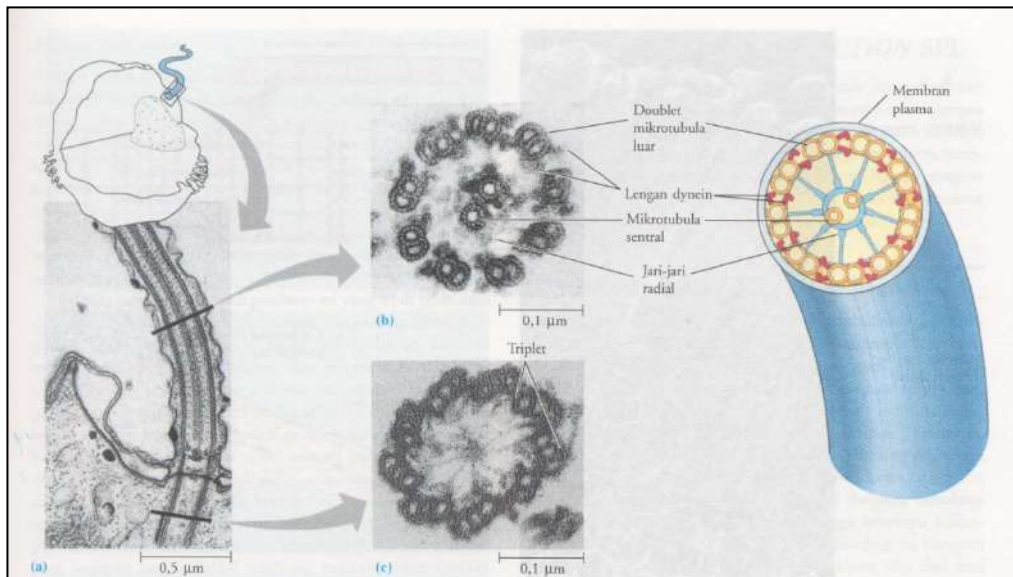 Doublet
mikrotubula
luar
Lengan dynein
Mikrotubula
sentral
Jari-jari
radial
Membran
plasma
(b)
0,1 μm
Triplet
(a)
0,5 μm
(c)
0,1 μm